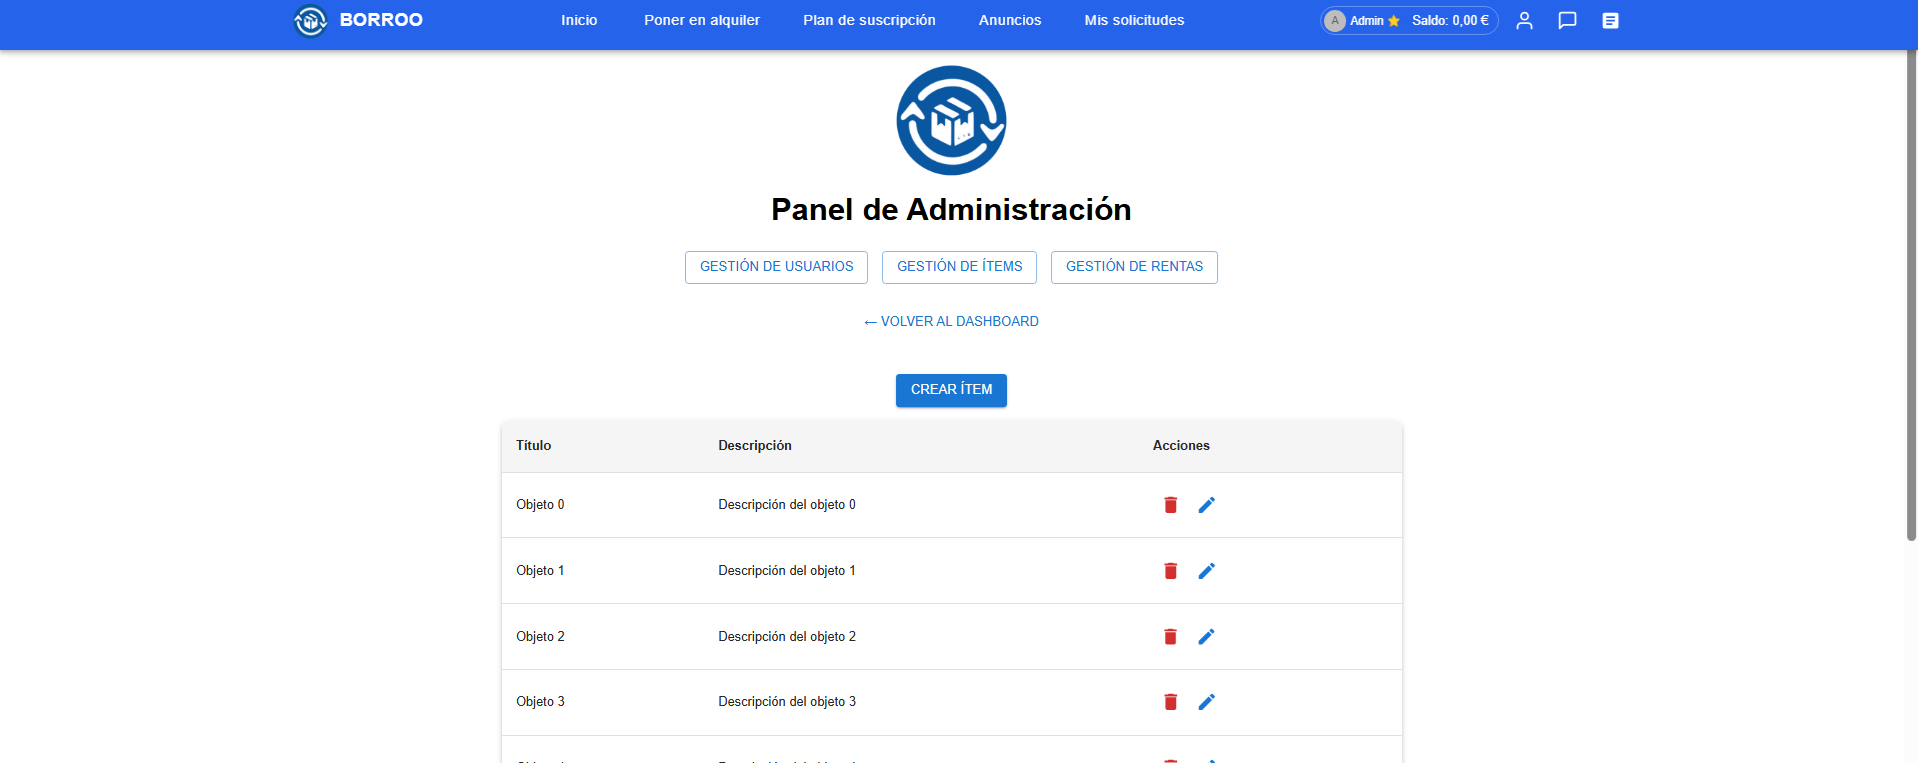 BORROO Inicio Poner en alquiler Plan de suscripción Anuncios Mis solicitudes A Admin Saldo: 0,00 €
Panel de Administración
GESTIÓN DE USUARIOS GESTIÓN DE ÍTEMS GESTIÓN DE RENTAS
← VOLVER AL DASHBOARD
CREAR ÍTEM
Título Descripción Acciones
Objeto 0 Descripción del objeto 0
Objeto 1 Descripción del objeto 1
Objeto 2 Descripción del objeto 2
Objeto 3 Descripción del objeto 3